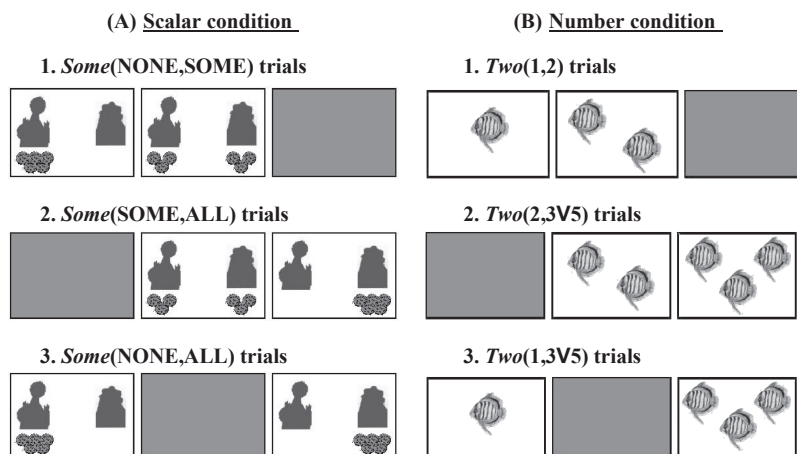 (A) Scalar condition
1. Some(NONE,SOME) trials
2. Some(SOME,ALL) trials
3. Some(NONE,ALL) trials
(B) Number condition
1. Two(1,2) trials
2. Two(2,3V5) trials
3. Two(1,3V5) trials